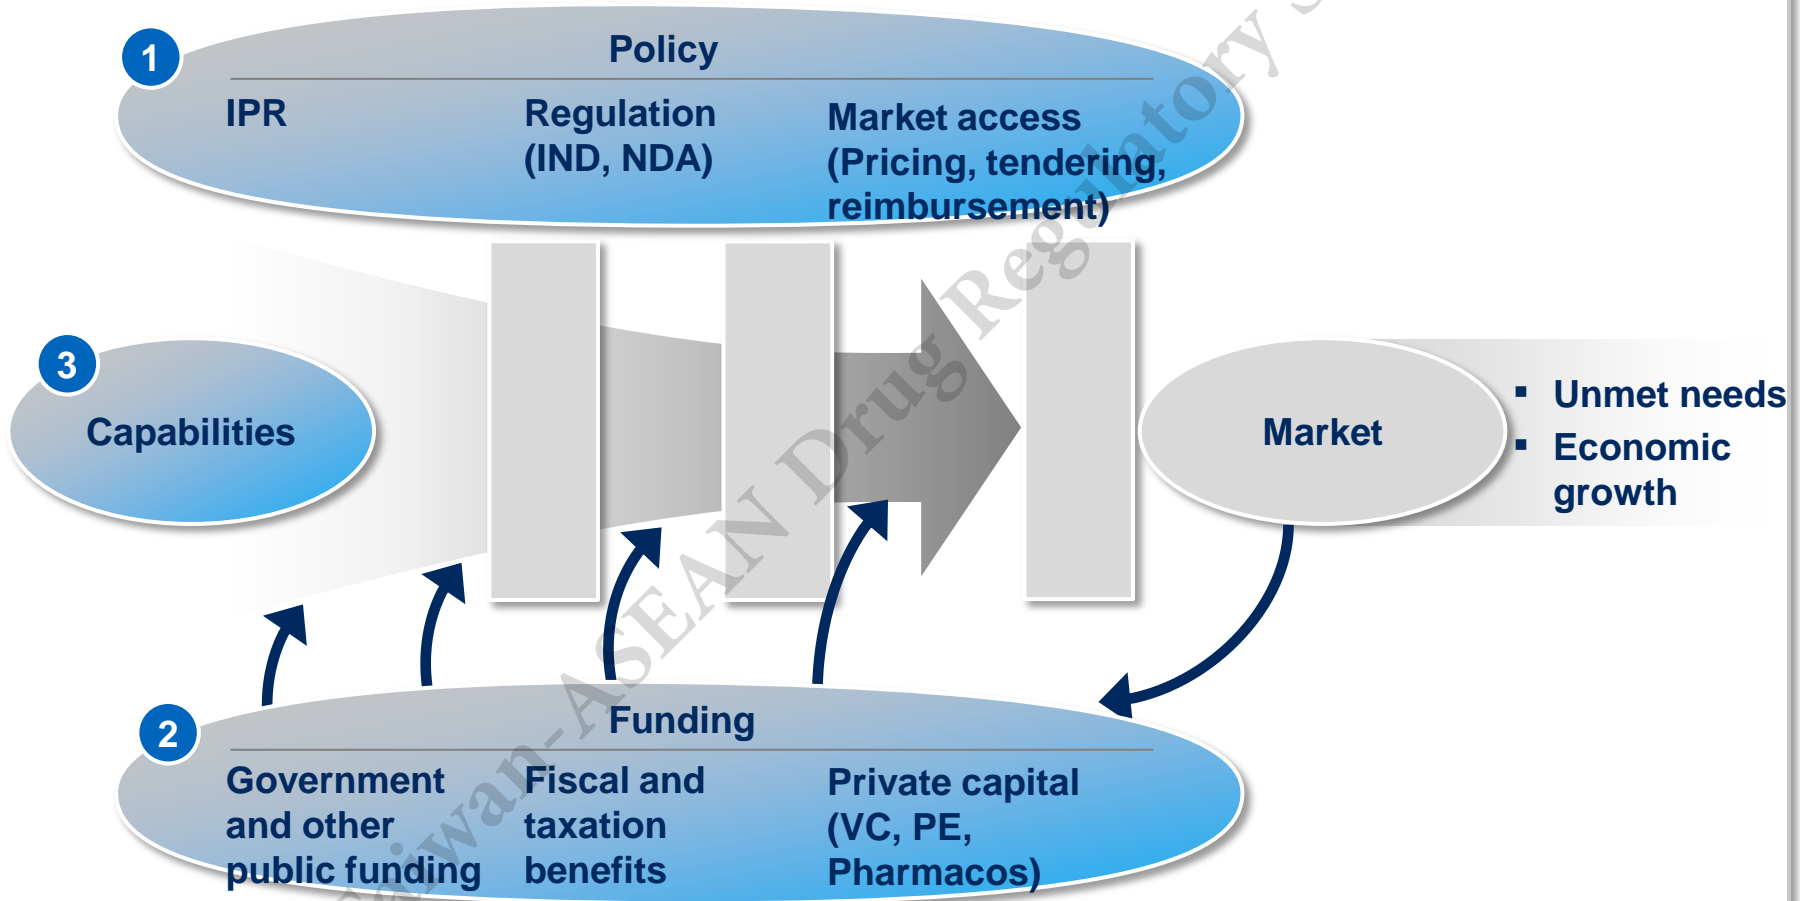 1
Policy
IPR
Regulation
(IND, NDA)
Market access
(Pricing, tendering,
reimbursement)
3
Capabilities
Market
▪ Unmet needs
▪ Economic
growth
2
Funding
Government
and other
public funding
Fiscal and
taxation
benefits
Private capital
(VC, PE,
Pharmacos)
Taiwan-ASEAN Drug Regulatory